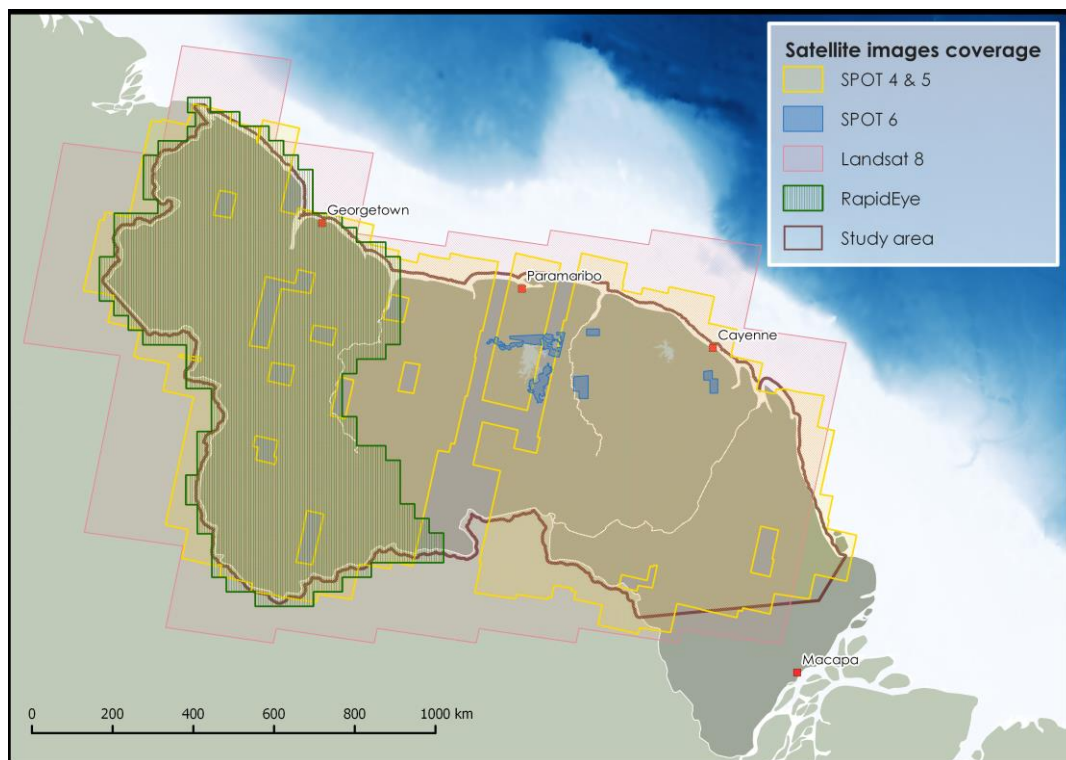 Satellite images coverage
SPOT 4 & 5
SPOT 6
Landsat 8
RapidEye
Study area
Georgetown
Paramaribo
Cayenne
Macapa
0 200 400 600 800 1000 km